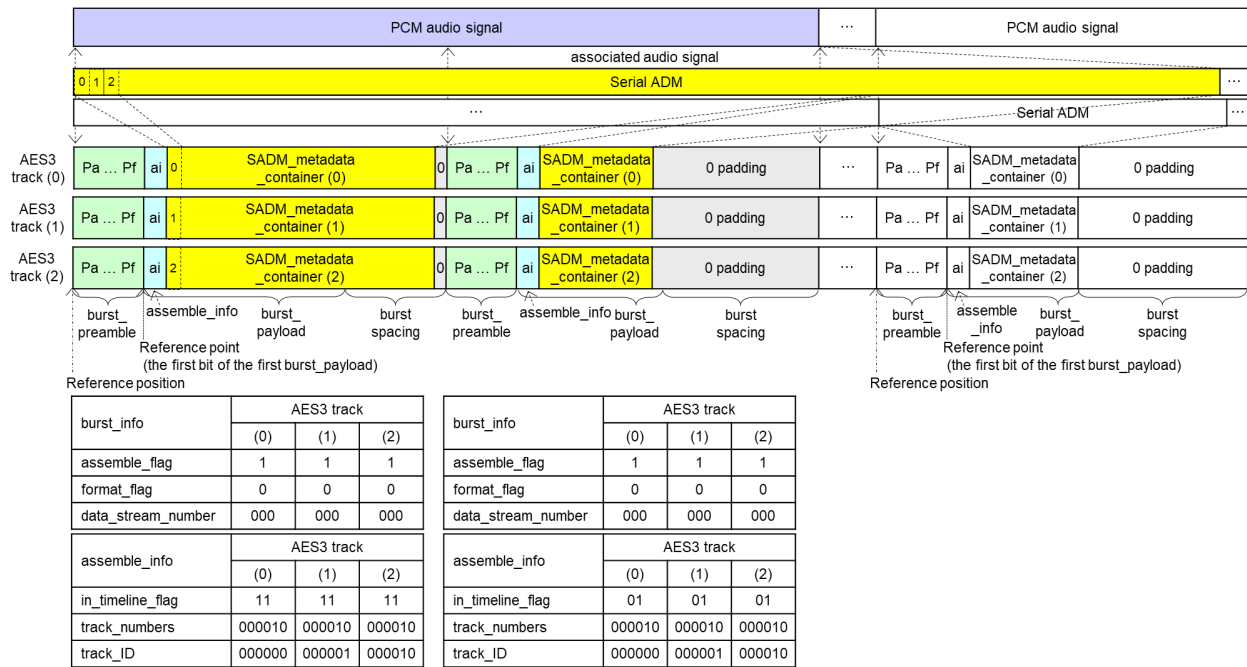 PCM audio signal ... PCM audio signal
associated audio signal
0 1 2 Serial ADM ...
... Serial ADM ...
AES3
track (0)
Pa ... Pf ai 0 SADM_metadata
_container (0) 0 Pa ... Pf ai SADM_metadata
_container (0) 0 padding ... Pa ... Pf ai SADM_metadata
_container (0) 0 padding
AES3
track (1)
Pa ... Pf ai 1 SADM_metadata
_container (1) 0 Pa ... Pf ai SADM_metadata
_container (1) 0 padding ... Pa ... Pf ai SADM_metadata
_container (1) 0 padding
AES3
track (2)
Pa ... Pf ai 2 SADM_metadata
_container (2) 0 Pa ... Pf ai SADM_metadata
_container (2) 0 padding ... Pa ... Pf ai SADM_metadata
_container (2) 0 padding
burst_
preamble
assemble_info
burst_
payload
burst
spacing
burst_
preamble
assemble_info
burst_
payload
burst
spacing
burst_
preamble
assemble
_info
burst_
payload
burst
spacing
Reference point
(the first bit of the first burst_payload)
Reference position
Reference point
(the first bit of the first burst_payload)
Reference position
burst_info AES3 track
(0) (1) (2)
assemble_flag 1 1 1
format_flag 0 0 0
data_stream_number 000 000 000
assemble_info AES3 track
(0) (1) (2)
in_timeline_flag 11 11 11
track_numbers 000010 000010 000010
track_ID 000000 000001 000010
burst_info AES3 track
(0) (1) (2)
assemble_flag 1 1 1
format_flag 0 0 0
data_stream_number 000 000 000
assemble_info AES3 track
(0) (1) (2)
in_timeline_flag 01 01 01
track_numbers 000010 000010 000010
track_ID 000000 000001 000010